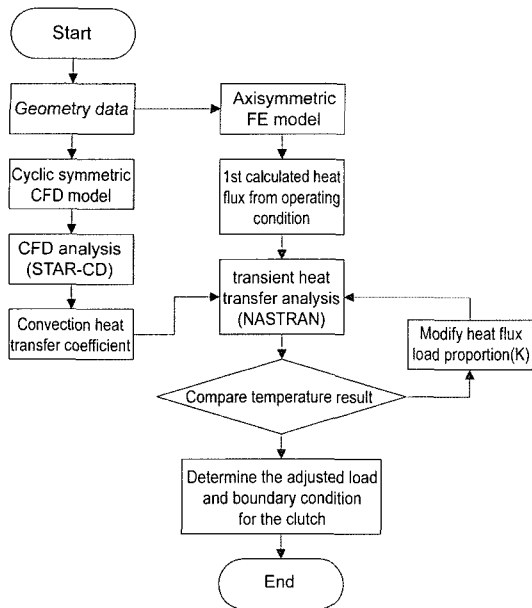 Start
Geometry data
Axisymmetric
FE model
Cyclic symmetric
CFD model
1st calculated heat
flux from operating
condition
CFD analysis
(STAR-CD)
transient heat
transfer analysis
(NASTRAN)
Convection heat
transfer coefficient
Modify heat flux
load proportion(K)
Compare temperature result
Determine the adjusted load
and boundary condition
for the clutch
End